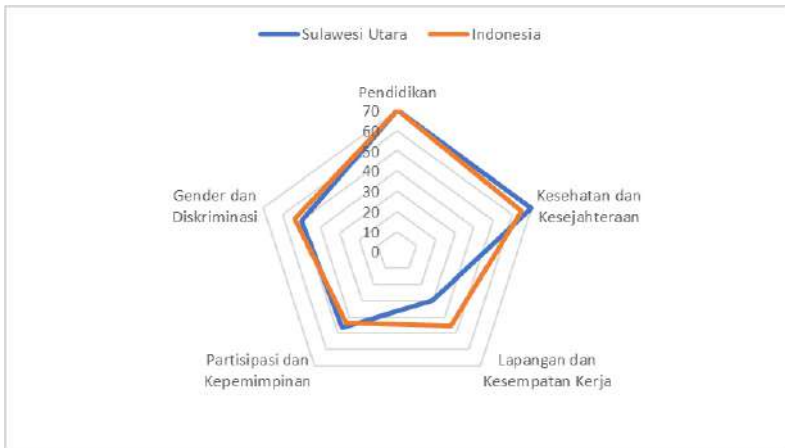 Sulawesi Utara
Indonesia
Pendidikan
70
60
50
40
30
20
10
0
Kesehatan dan
Kesejahteraan
Lapangan dan
Kesempatan Kerja
Partisipasi dan
Kepemimpinan
Gender dan
Diskriminasi